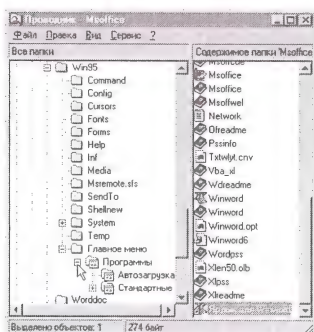 Проводник - Msoffice
Файл Правка Вид Сервис ?
Все папки
Win95
Command
Config
Cursors
Fonts
Forms
Help
Inf
Media
Msremote.sfs
SendTo
Shellnew
System
Temp
Главное меню
Программы
Автозагрузка
Стандартные
Worddoc
Содержимое папки 'Msoffice
Msoffcue
Msoffice
Msoffice
Msoffwel
Network
Ofreadme
Pssinfo
Txtwlyt.cnv
Vba_xl
Wdreadme
Winword
Winword
Winword.opt
Winword6
Wordpss
Xlen50.olb
Xlpss
Xlreadme
Выделено объектов: 1
274 байт